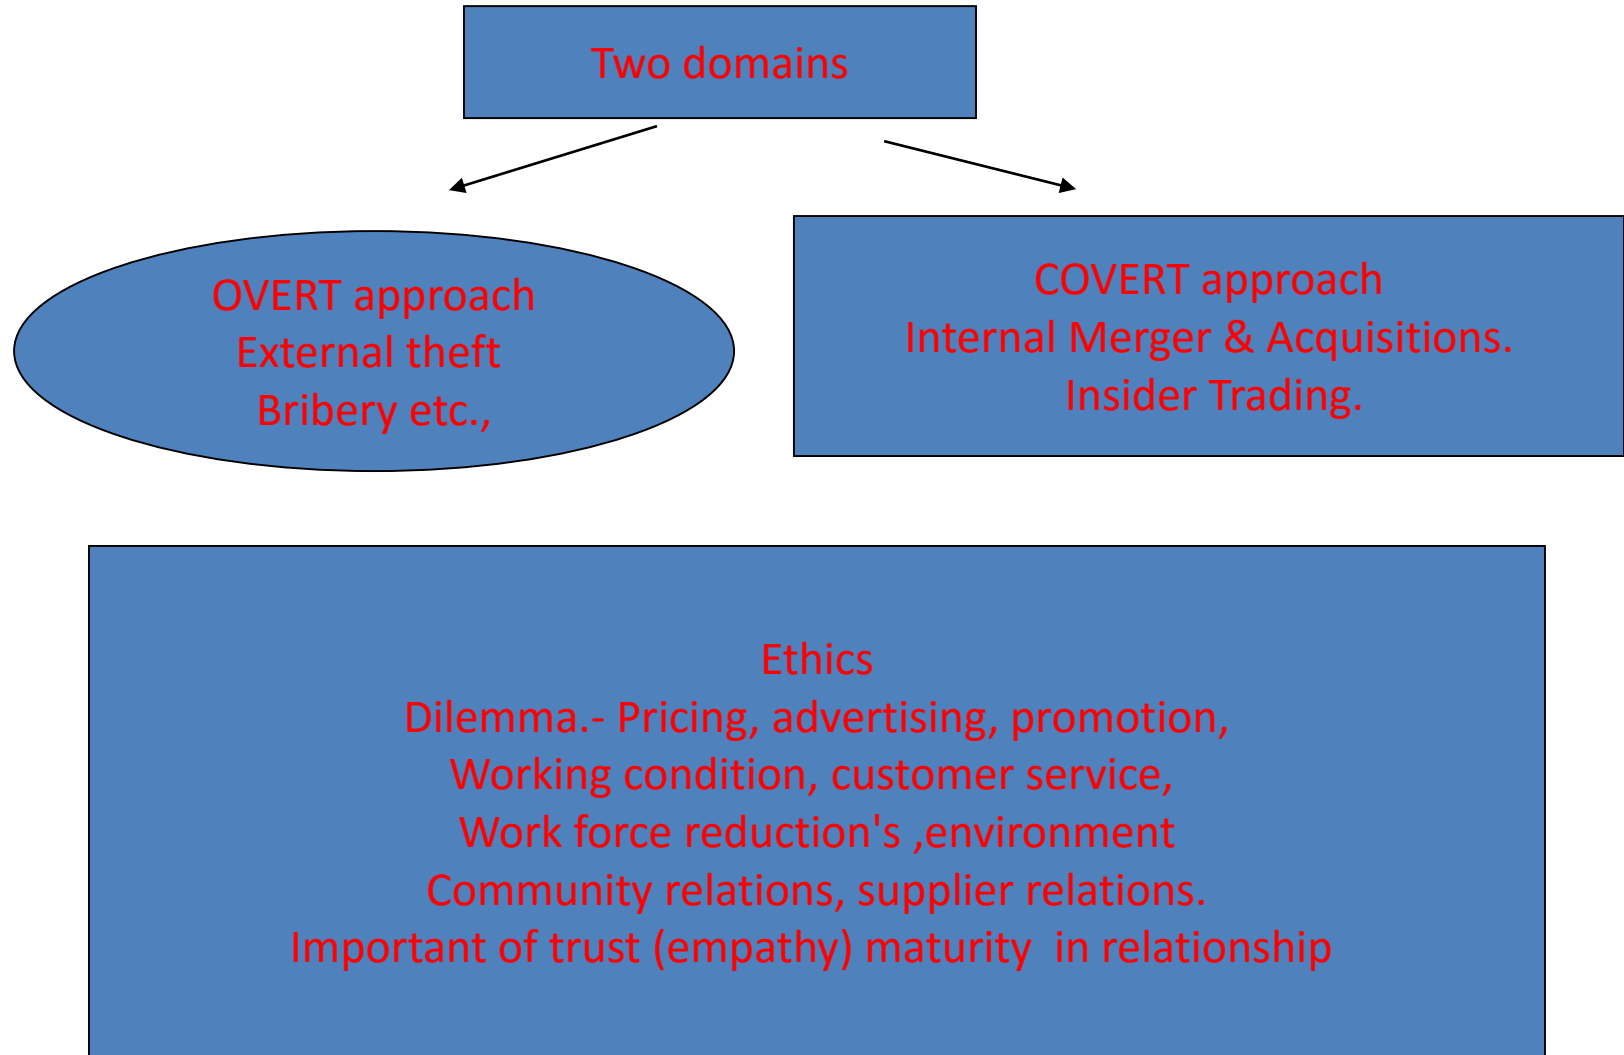 Two domains
OVERT approach
External theft
Bribery etc.,
COVERT approach
Internal Merger & Acquisitions.
Insider Trading.
Ethics
Dilemma.- Pricing, advertising, promotion,
Working condition, customer service,
Work force reduction's ,environment
Community relations, supplier relations.
Important of trust (empathy) maturity  in relationship